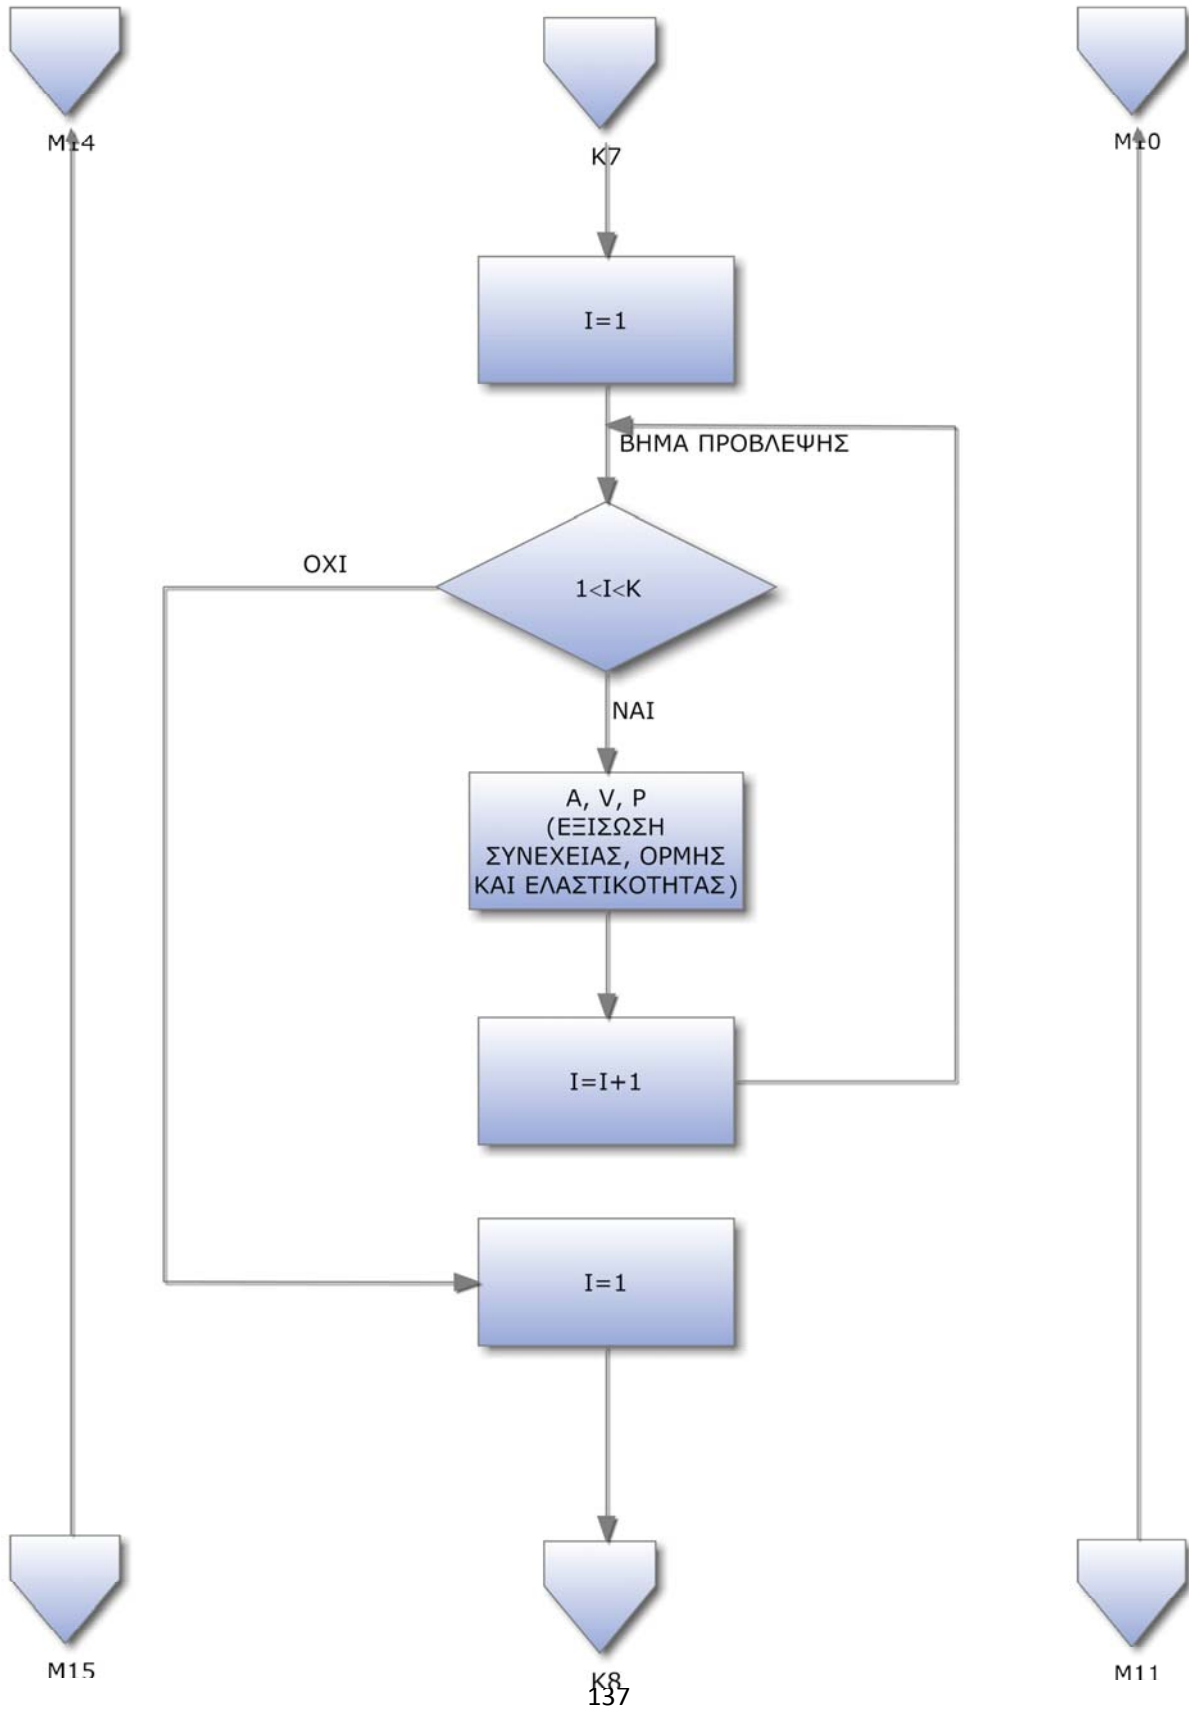 M14
K7
M10
I=1
ΒΗΜΑ ΠΡΟΒΛΕΨΗΣ
ΟΧΙ
1<I<K
ΝΑΙ
A, V, P
(ΕΞΙΣΩΣΗ
ΣΥΝΕΧΕΙΑΣ, ΟΡΜΗΣ
ΚΑΙ ΕΛΑΣΤΙΚΟΤΗΤΑΣ)
I=I+1
I=1
M15
K8
M11
137